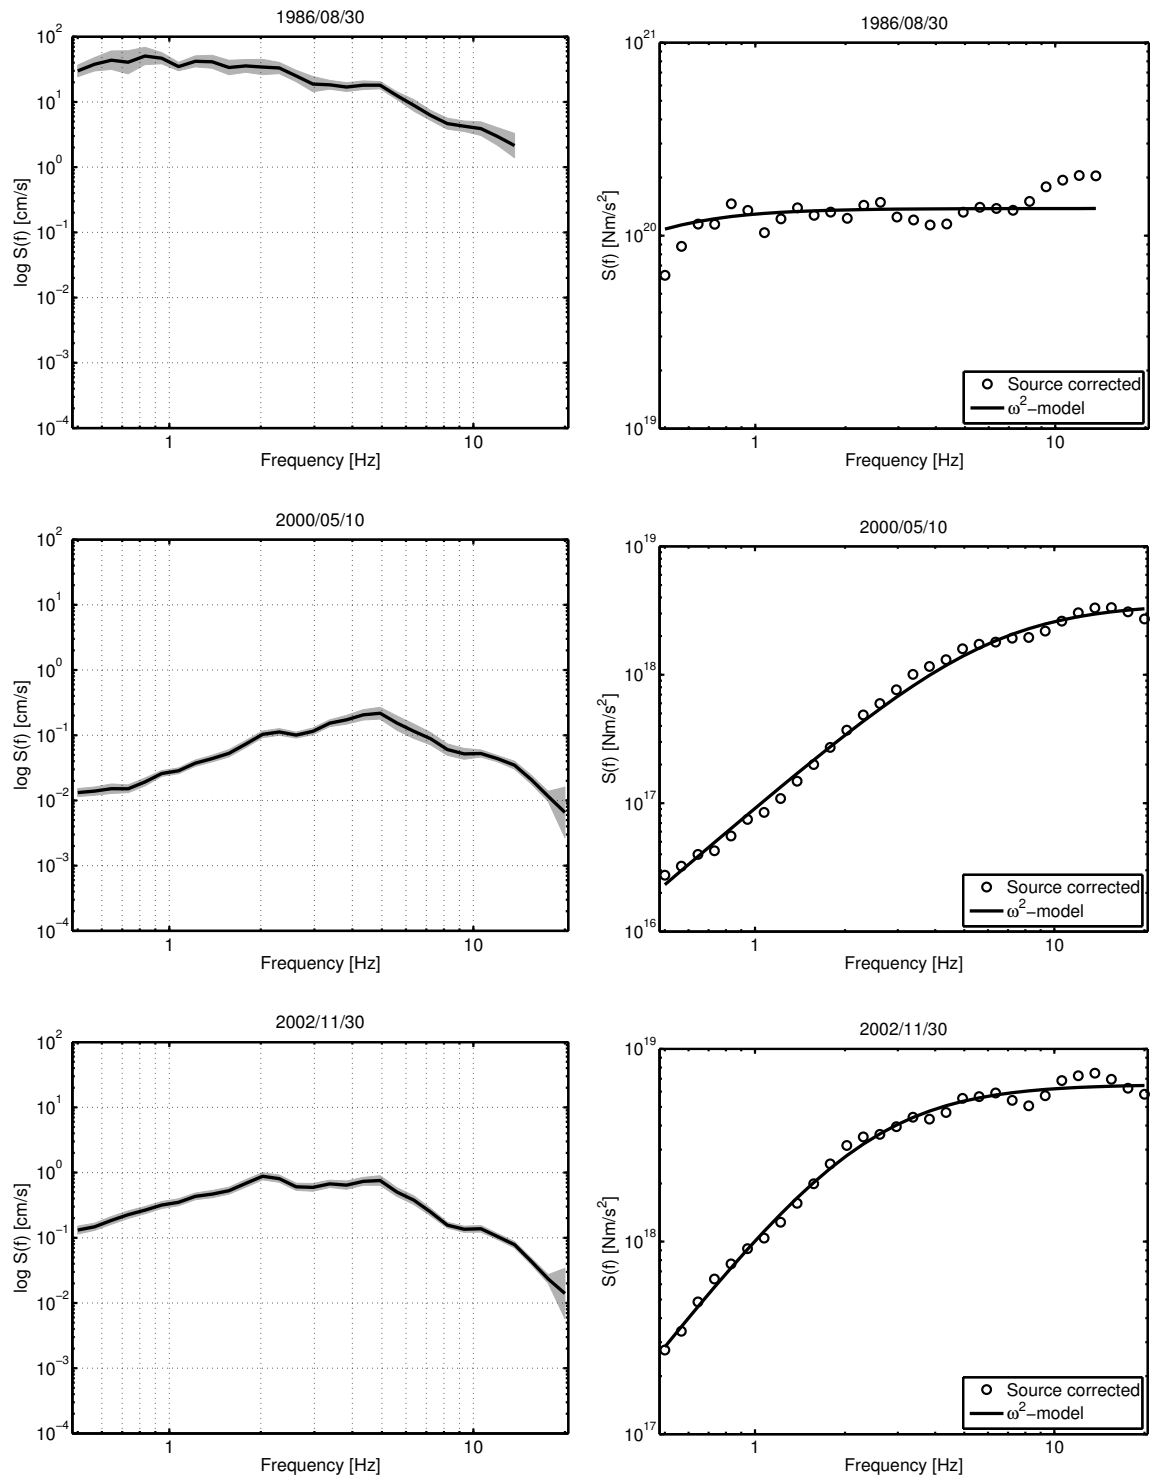 1986/08/30
10^2
10^1
10^0
10^−1
10^−2
10^−3
10^−4
log S(f) [cm/s]
1 10
Frequency [Hz]
1986/08/30
10^21
10^20
10^19
S(f) [Nm/s^2]
Source corrected
ω^2−model
1 10
Frequency [Hz]
2000/05/10
10^2
10^1
10^0
10^−1
10^−2
10^−3
10^−4
log S(f) [cm/s]
1 10
Frequency [Hz]
2000/05/10
10^19
10^18
10^17
10^16
S(f) [Nm/s^2]
Source corrected
ω^2−model
1 10
Frequency [Hz]
2002/11/30
10^2
10^1
10^0
10^−1
10^−2
10^−3
10^−4
log S(f) [cm/s]
1 10
Frequency [Hz]
2002/11/30
10^19
10^18
10^17
S(f) [Nm/s^2]
Source corrected
ω^2−model
1 10
Frequency [Hz]